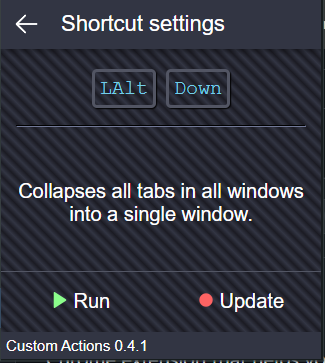 Shortcut settings
LAlt Down
Collapses all tabs in all windows
into a single window.
Run Update
Custom Actions 0.4.1